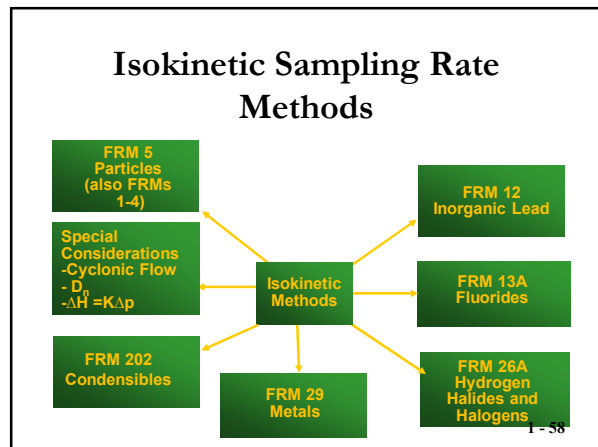 Isokinetic Sampling Rate
Methods
FRM 5
Particles
(also FRMs
1-4)
Special
Considerations
-Cyclonic Flow
- Dn
-ΔH =KΔp
FRM 202
Condensibles
Isokinetic
Methods
FRM 29
Metals
FRM 12
Inorganic Lead
FRM 13A
Fluorides
FRM 26A
Hydrogen
Halides and
Halogens
1 - 58